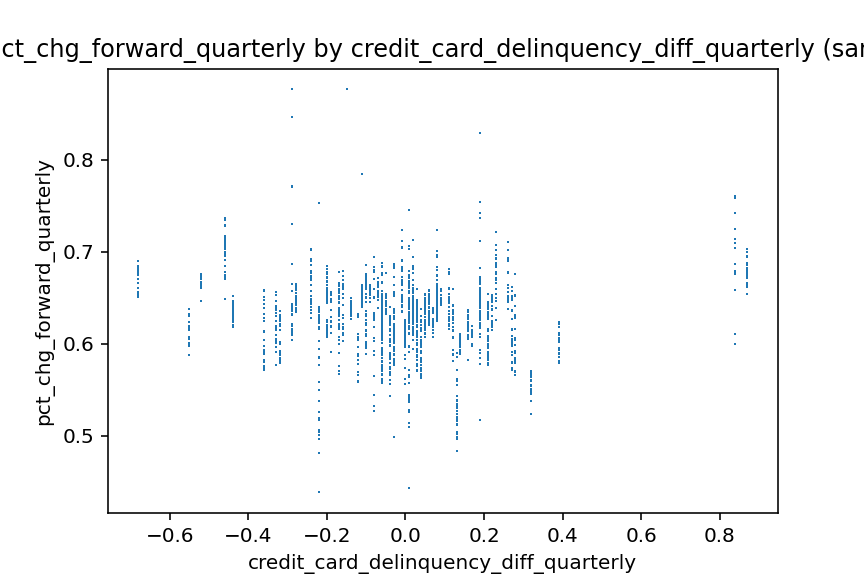 ct_chg_forward_quarterly by credit_card_delinquency_diff_quarterly (sar
pct_chg_forward_quarterly
0.8
0.7
0.6
0.5
−0.6 −0.4 −0.2 0.0 0.2 0.4 0.6 0.8
credit_card_delinquency_diff_quarterly